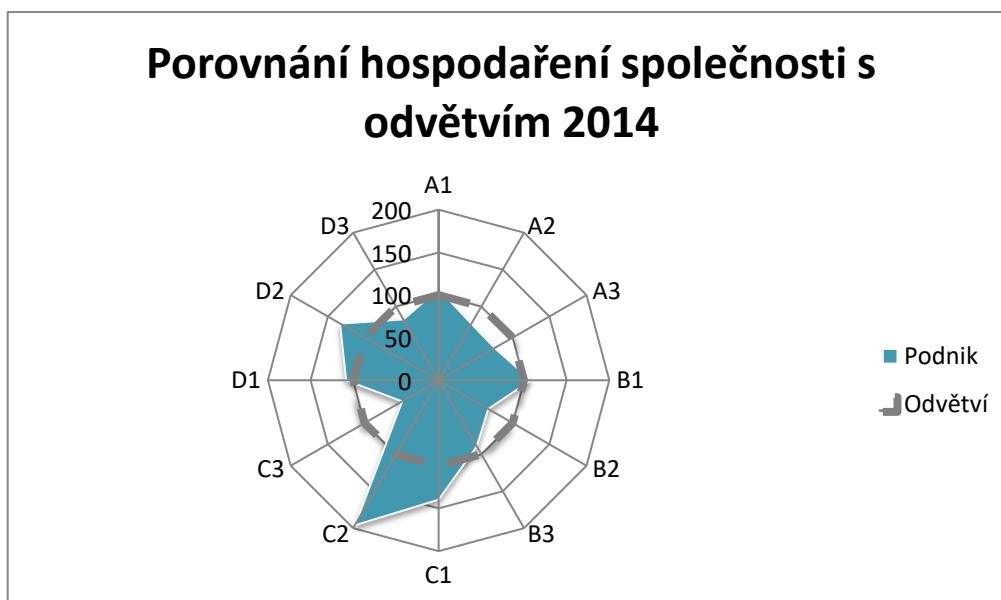 Porovnání hospodaření společnosti s
odvětvím 2014
A1
A2
A3
B1
B2
B3
C1
C2
C3
D1
D2
D3
200
150
100
50
0
Podnik
Odvětví